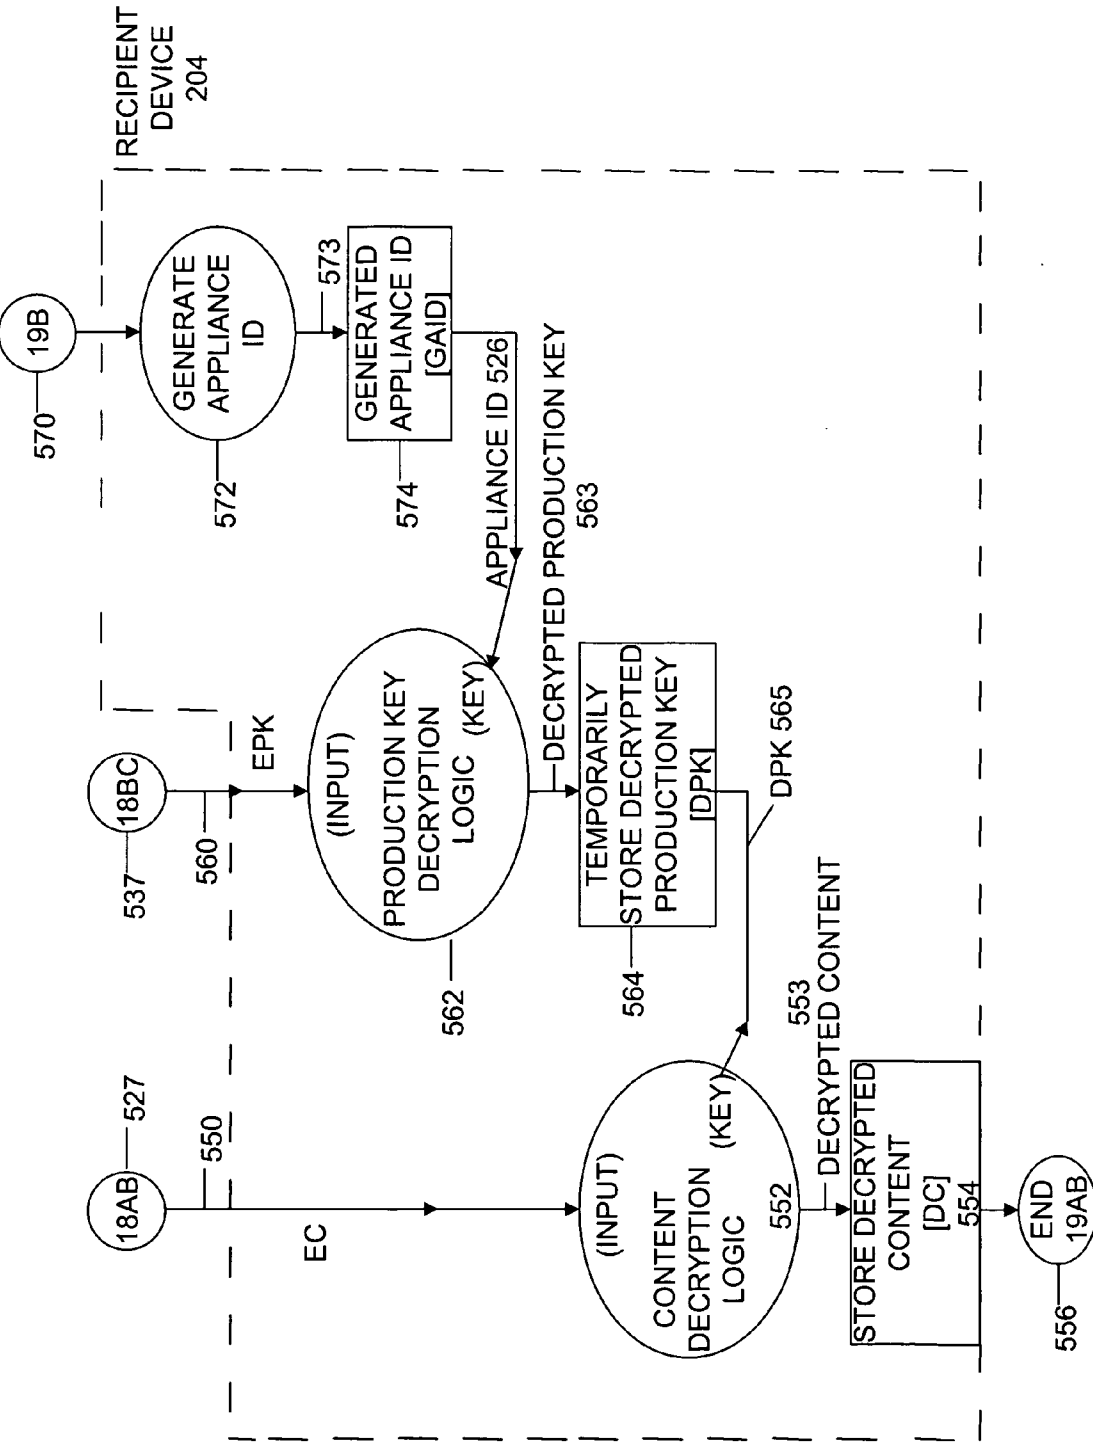 18AB
527
550
EC
(INPUT)
CONTENT
DECRYPTION
LOGIC
(KEY)
552
553
DECRYPTED CONTENT
STORE DECRYPTED
CONTENT
[DC]
554
END
19AB
556
18BC
537
560
EPK
(INPUT)
PRODUCTION KEY
DECRYPTION
LOGIC
(KEY)
562
DECRYPTED PRODUCTION KEY
563
TEMPORARILY
STORE DECRYPTED
PRODUCTION KEY
[DPK]
564
DPK 565
19B
570
GENERATE
APPLIANCE
ID
572
573
GENERATED
APPLIANCE ID
[GAID]
574
APPLIANCE ID 526
RECIPIENT
DEVICE
204